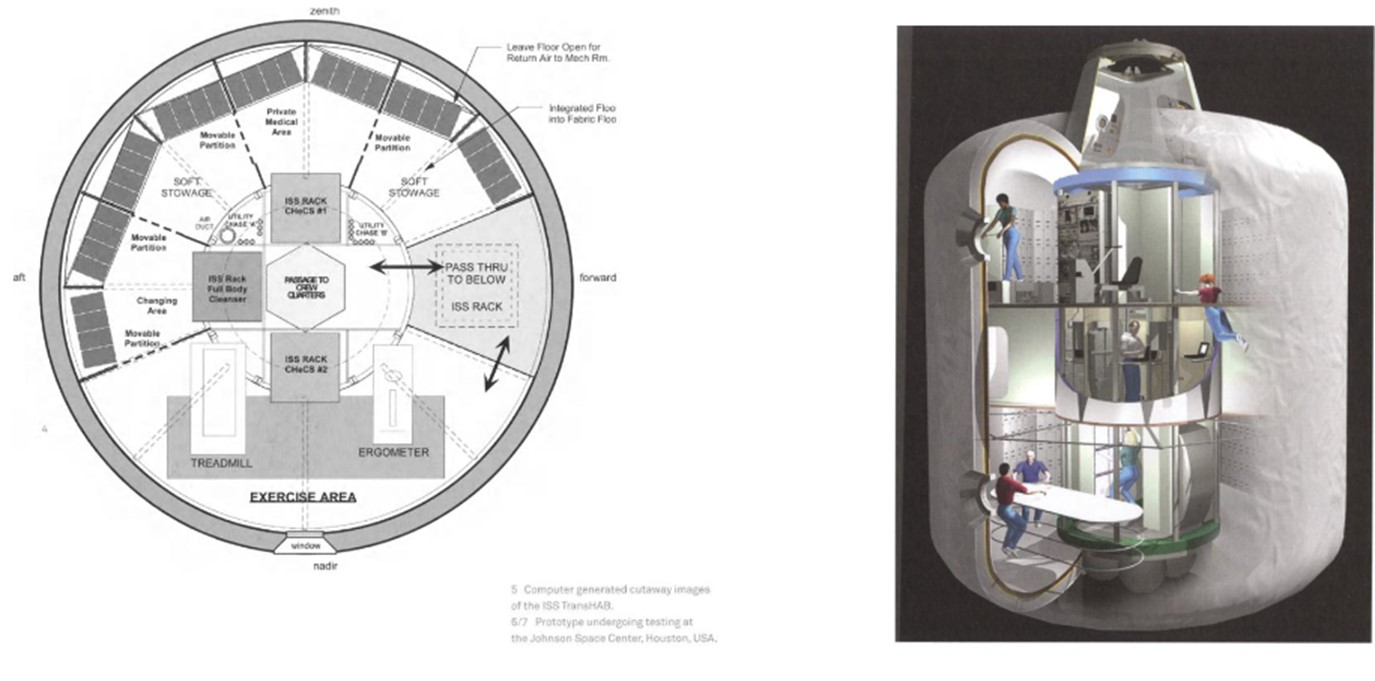 zenith
Leave Floor Open for
Return Air to Mech Rm.
Integrated Floo
into Fabric Floo
Private
Medical
Area
Movable
Partition
Movable
Partition
SOFT
STOWAGE
SOFT
STOWAGE
ISS RACK
CHeCS #1
AIR
DUCT
UTILITY
CHASE 'A'
UTILITY
CHASE 'B'
Movable
Partition
aft
ISS Rack
Full Body
Cleanser
PASSAGE TO
CREW
QUARTERS
PASS THRU
TO BELOW
ISS RACK
forward
Changing
Area
Movable
Partition
ISS RACK
CHeCS #2
4
TREADMILL
ERGOMETER
EXERCISE AREA
window
nadir
5 Computer generated cutaway images
of the ISS TransHAB.
6/7 Prototype undergoing testing at
the Johnson Space Center, Houston, USA.